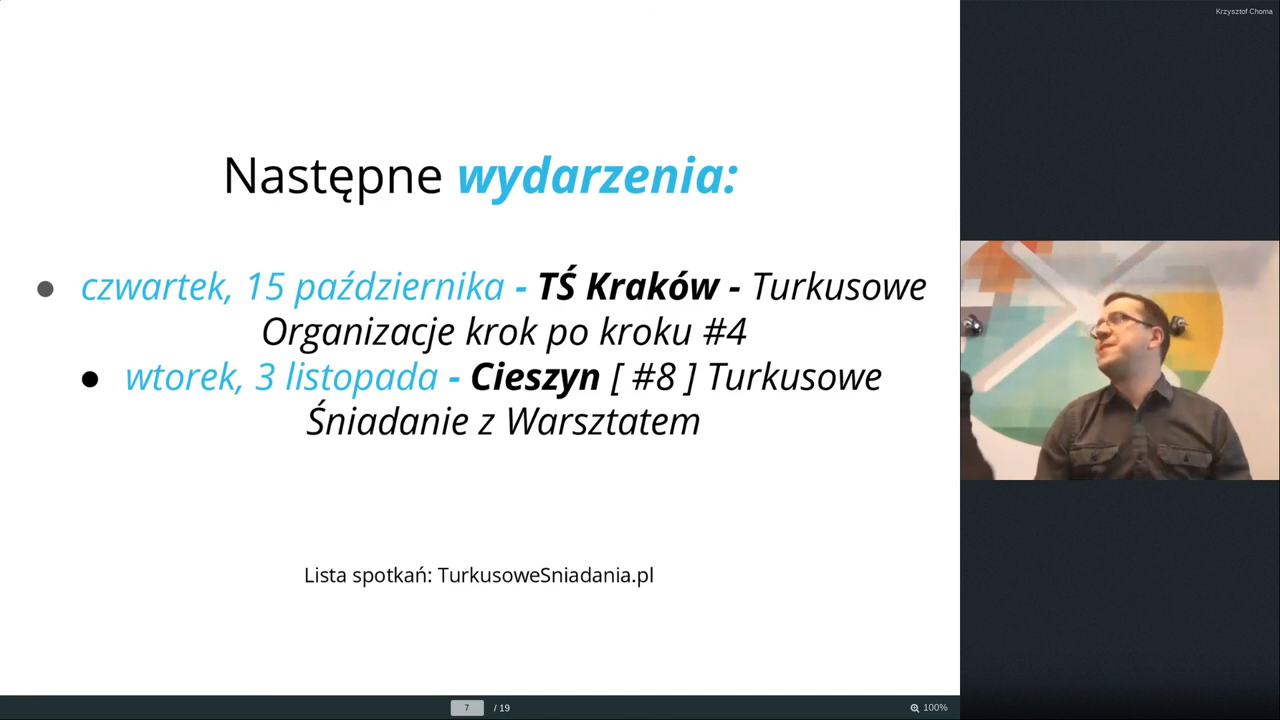 Krzysztof Choma
Następne wydarzenia:
● czwartek, 15 października - TŚ Kraków - Turkusowe
Organizacje krok po kroku #4
● wtorek, 3 listopada - Cieszyn [ #8 ] Turkusowe
Śniadanie z Warsztatem
Lista spotkań: TurkusoweSniadania.pl
7 / 19
100%